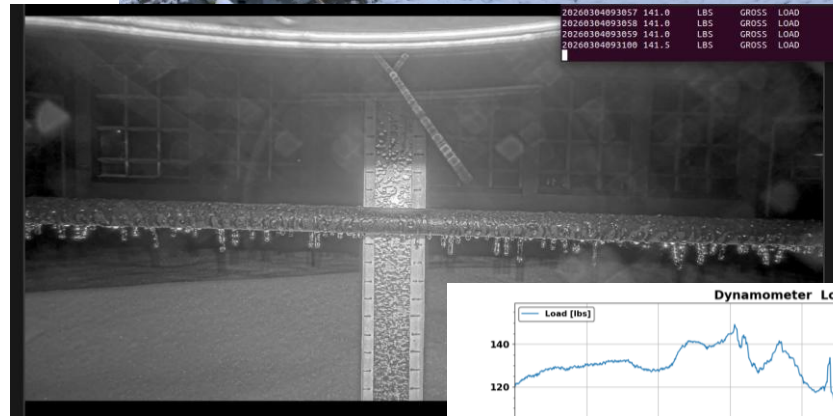 20260304093057 141.0 LBS GROSS LOAD
20260304093058 141.0 LBS GROSS LOAD
20260304093059 141.0 LBS GROSS LOAD
20260304093100 141.5 LBS GROSS LOAD
Dynamometer Lo
Load [lbs]
140
120